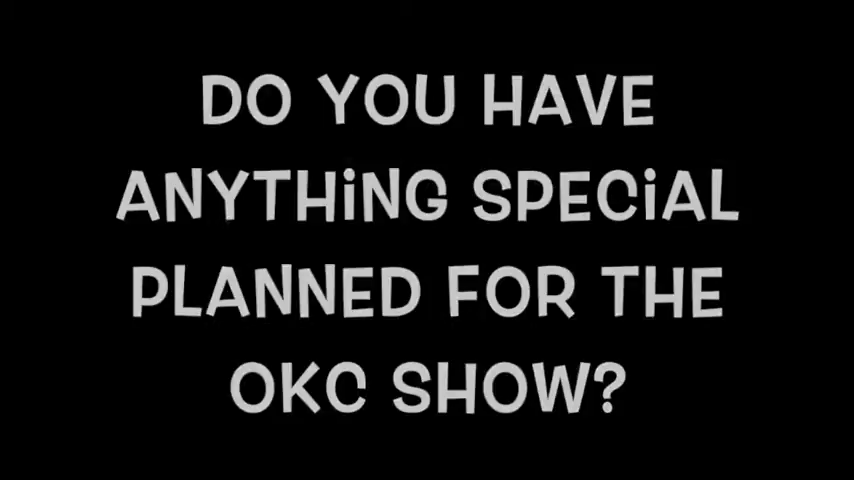 DO YOU HAVE
ANYTHiNG SPECiAL
PLANNED FOR THE
OKC SHOW?